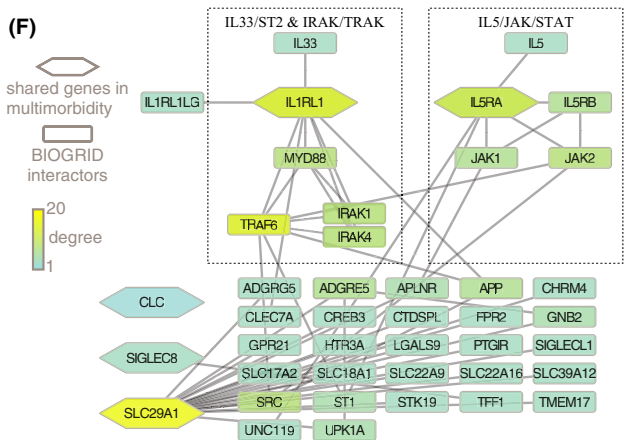 (F)
IL33/ST2 & IRAK/TRAK
IL5/JAK/STAT
IL33
IL5
shared genes in
multimorbidity
IL1RL1LG
IL1RL1
IL5RA
IL5RB
BIOGRID
interactors
MYD88
JAK1
JAK2
20
degree
1
TRAF6
IRAK1
IRAK4
ADGRG5
ADGRE5
APLNR
APP
CHRM4
CLC
CLEC7A
CREB3
CTDSPL
FPR2
GNB2
GPR21
HTR3A
LGALS9
PTGIR
SIGLECL1
SIGLEC8
SLC17A2
SLC18A1
SLC22A9
SLC22A16
SLC39A12
SLC29A1
SRC
ST1
STK19
TFF1
TMEM17
UNC119
UPK1A